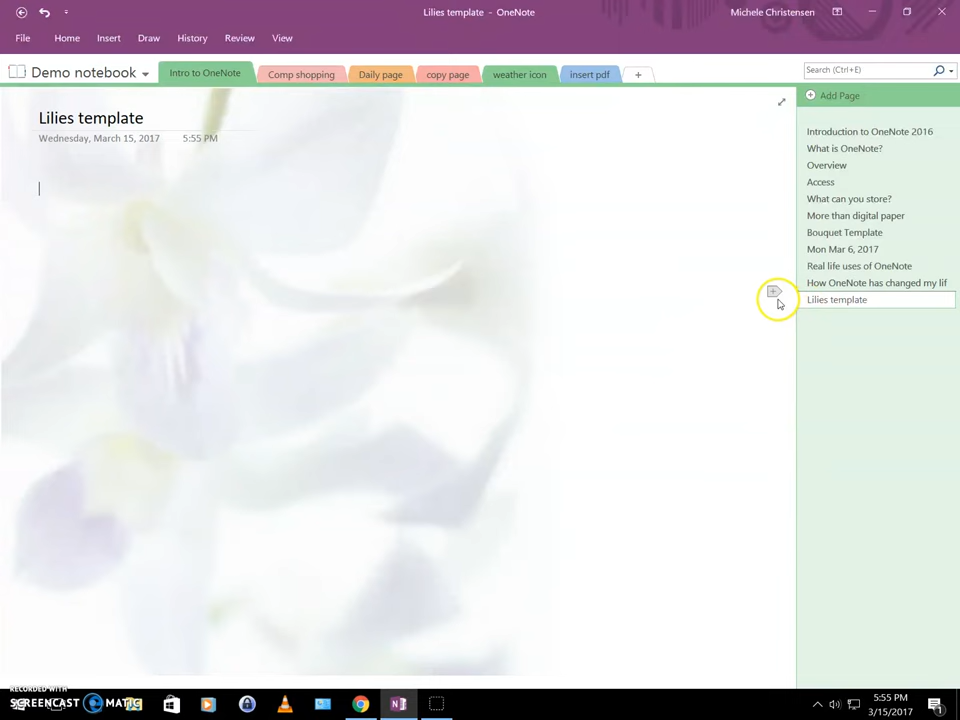 Lilies template - OneNote
Michele Christensen
File Home Insert Draw History Review View
Demo notebook
Intro to OneNote Comp shopping Daily page copy page weather icon insert pdf +
Search (Ctrl+E)
Add Page
Lilies template
Wednesday, March 15, 2017 5:55 PM
Introduction to OneNote 2016
What is OneNote?
Overview
Access
What can you store?
More than digital paper
Bouquet Template
Mon Mar 6, 2017
Real life uses of OneNote
How OneNote has changed my lif
Lilies template
RECORDED WITH
SCREENCAST MATIC
5:55 PM
3/15/2017